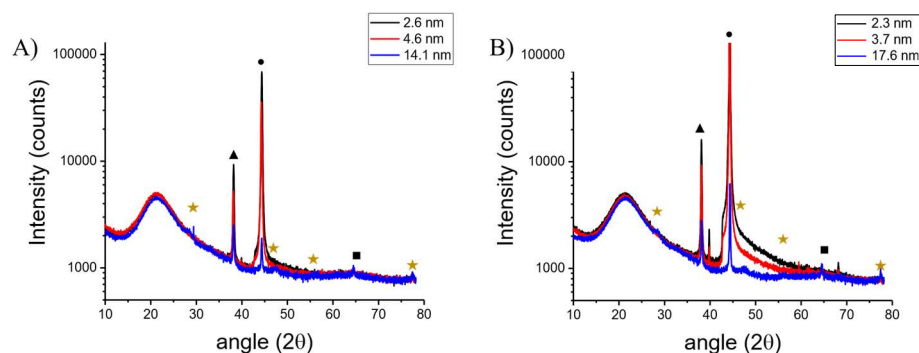 A)
2.6 nm
4.6 nm
14.1 nm
100000
10000
1000
Intensity (counts)
10 20 30 40 50 60 70 80
angle (2θ)
B)
2.3 nm
3.7 nm
17.6 nm
100000
10000
1000
Intensity (counts)
10 20 30 40 50 60 70 80
angle (2θ)